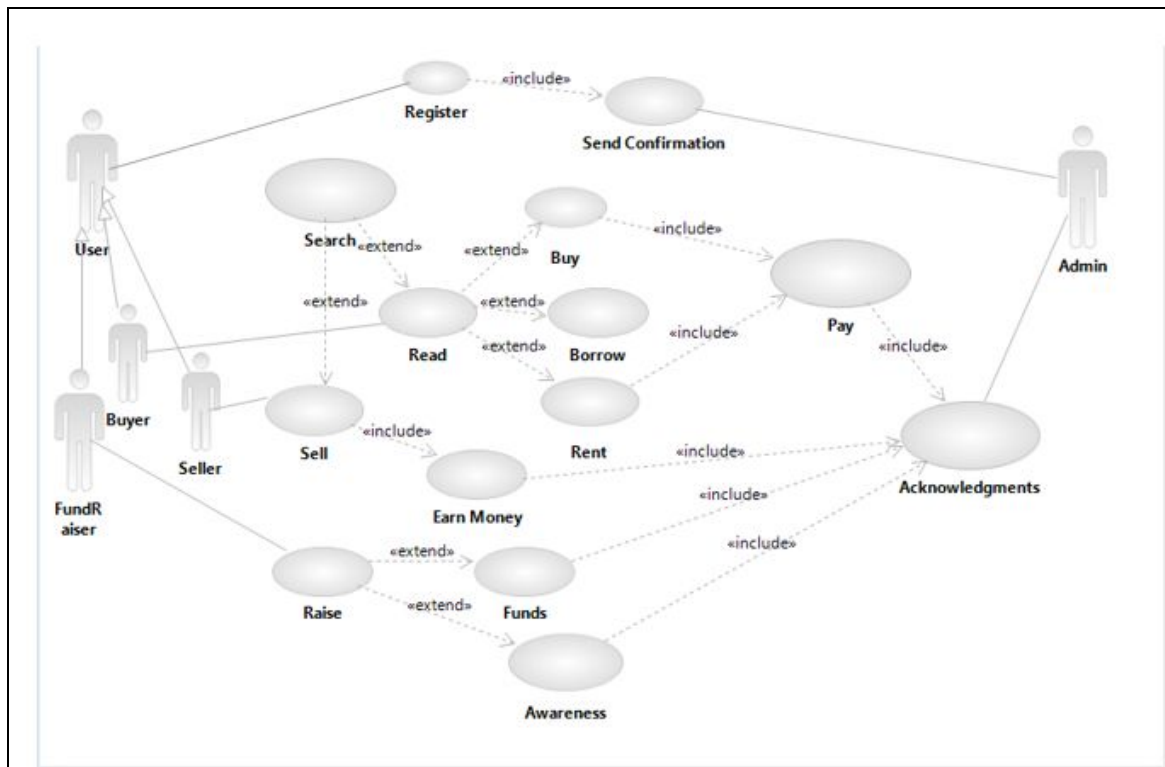 «include»
Register
Send Confirmation
User
Search
«extend»
«extend»
Buy
«include»
Admin
«extend»
«extend»
«extend»
Read
Borrow
«include»
Pay
«include»
Buyer
Seller
Sell
«include»
Rent
«include»
FundR
aiser
Earn Money
«include»
Acknowledgments
«include»
Raise
«extend»
Funds
«extend»
Awareness